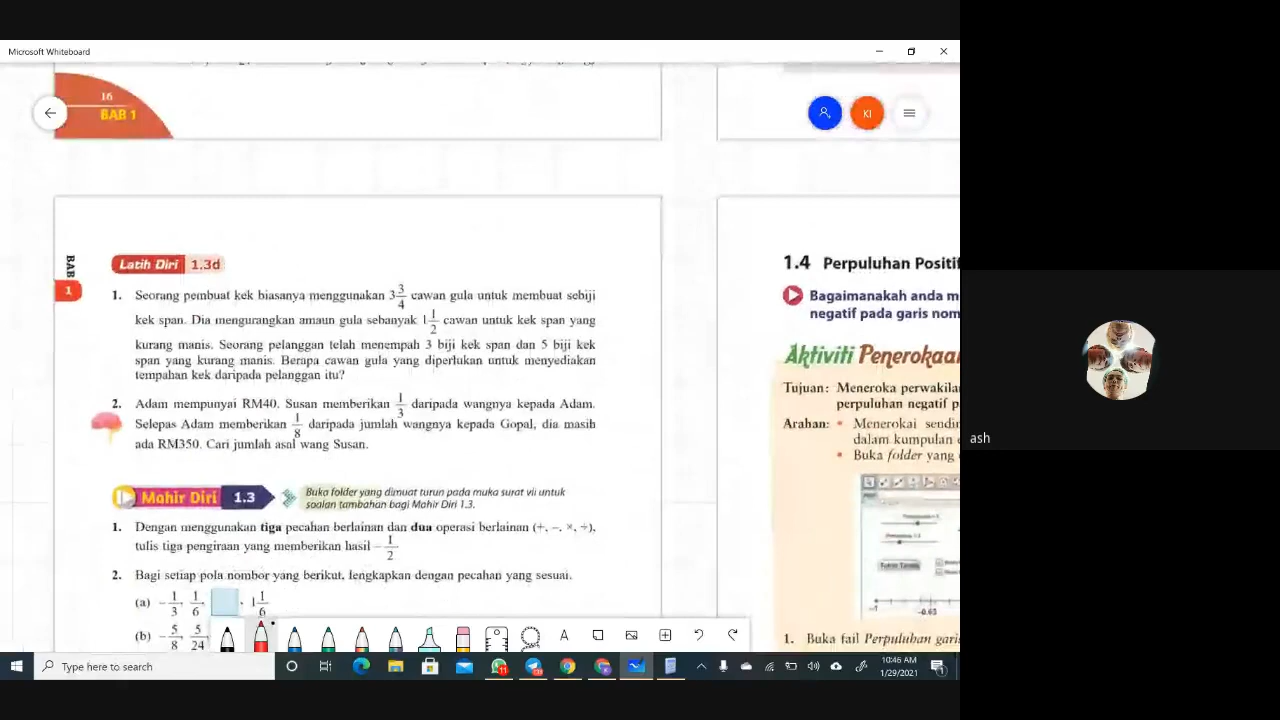 Microsoft Whiteboard
16
BAB 1
KI
BAB
1
Latih Diri 1.3d
1. Seorang pembuat kek biasanya menggunakan 3 3/4 cawan gula untuk membuat sebiji
kek span. Dia mengurangkan amaun gula sebanyak 1 1/2 cawan untuk kek span yang
kurang manis. Seorang pelanggan telah menempah 3 biji kek span dan 5 biji kek
span yang kurang manis. Berapa cawan gula yang diperlukan untuk menyediakan
tempahan kek daripada pelanggan itu?
2. Adam mempunyai RM40. Susan memberikan 1/3 daripada wangnya kepada Adam.
Selepas Adam memberikan 1/8 daripada jumlah wangnya kepada Gopal, dia masih
ada RM350. Cari jumlah asal wang Susan.
Mahir Diri 1.3
Buka folder yang dimuat turun pada muka surat vii untuk
soalan tambahan bagi Mahir Diri 1.3.
1. Dengan menggunakan tiga pecahan berlainan dan dua operasi berlainan (+, −, ×, ÷),
tulis tiga pengiraan yang memberikan hasil − 1/2
2. Bagi setiap pola nombor yang berikut, lengkapkan dengan pecahan yang sesuai.
(a) − 1/3, 1/6, , 1 1/6
(b) − 5/8, 5/24
1.4 Perpuluhan Positif
Bagaimanakah anda m
negatif pada garis nom
Aktiviti Penerokaa
Tujuan: Meneroka perwakilan
perpuluhan negatif p
Arahan: • Menerokai sendir
dalam kumpulan
• Buka folder yang
-1
-0.65
1. Buka fail Perpuluhan garis
ash
Type here to search
11
10:46 AM
1/29/2021
1